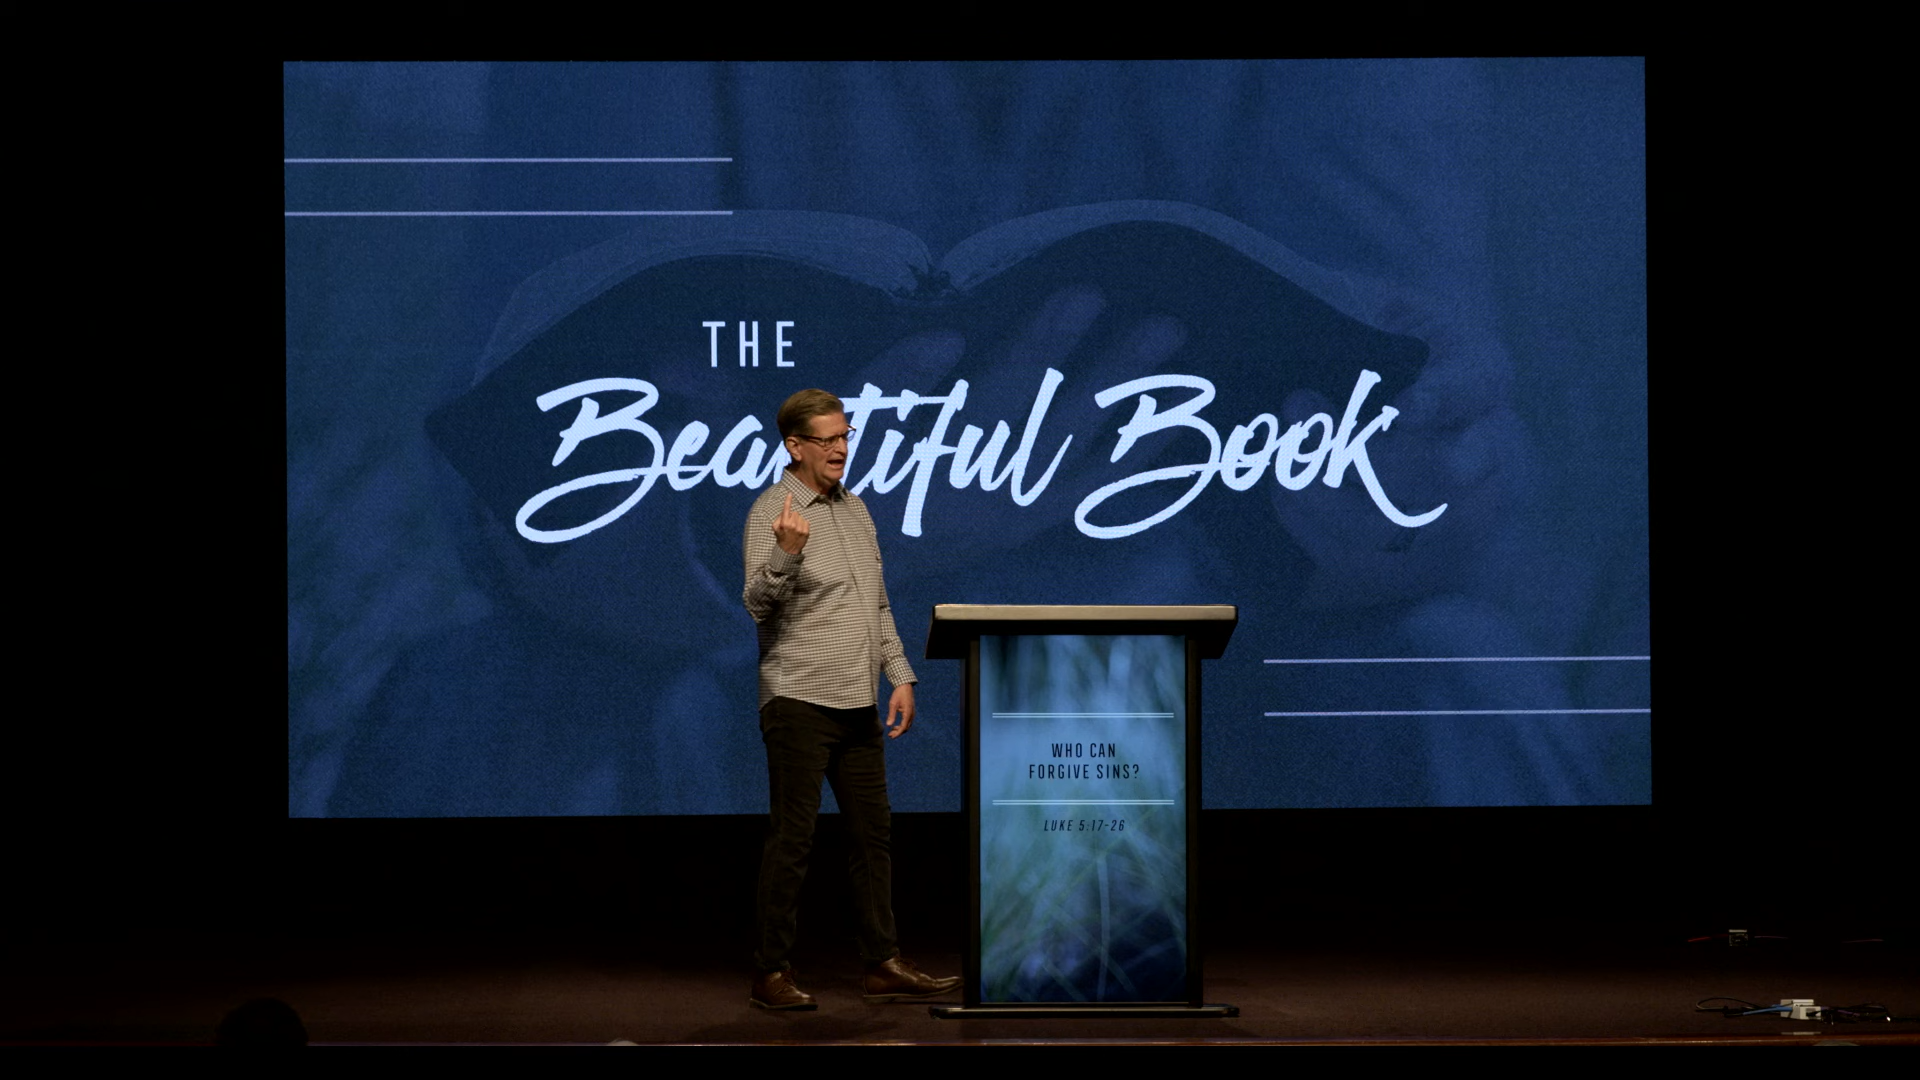 THE
Beautiful Book
WHO CAN
FORGIVE SINS?
LUKE 5:17-26